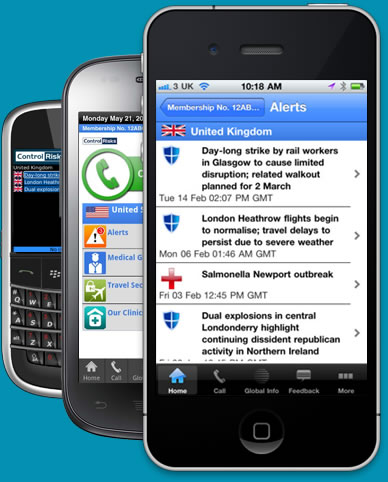 Control Risks
United Kingdom
Day-long strike
London Heathrow
Dual explosions
Monday May 21, 20
Membership No. 12AB
Control Risks
United S
Alerts
Medical G
Travel Sec
Our Clinic
Home
Call
Global
3 UK
10:18 AM
Membership No. 12AB...
Alerts
United Kingdom
Day-long strike by rail workers
in Glasgow to cause limited
disruption; related walkout
planned for 2 March
Tue 14 Feb 02:07 PM GMT
London Heathrow flights begin
to normalise; travel delays to
persist due to severe weather
Mon 06 Feb 01:46 AM GMT
Salmonella Newport outbreak
Fri 03 Feb 12:45 PM GMT
Dual explosions in central
Londonderry highlight
continuing dissident republican
activity in Northern Ireland
Home
Call
Global Info
Feedback
More